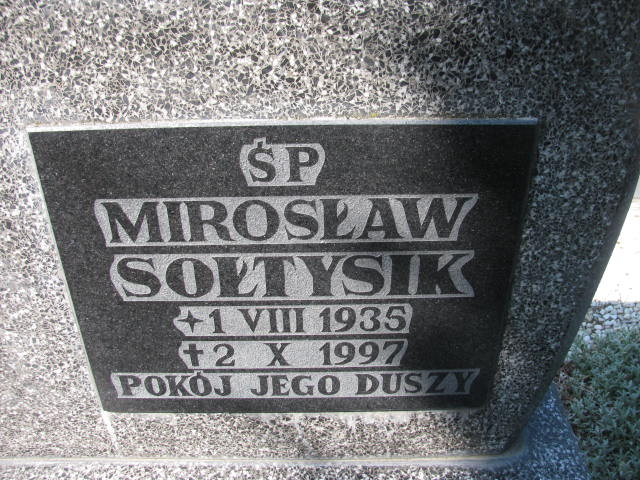 ŚP
MIROSŁAW
SOŁTYSIK
✦ 1 VIII 1935
✝ 2 X 1997
POKÓJ JEGO DUSZY